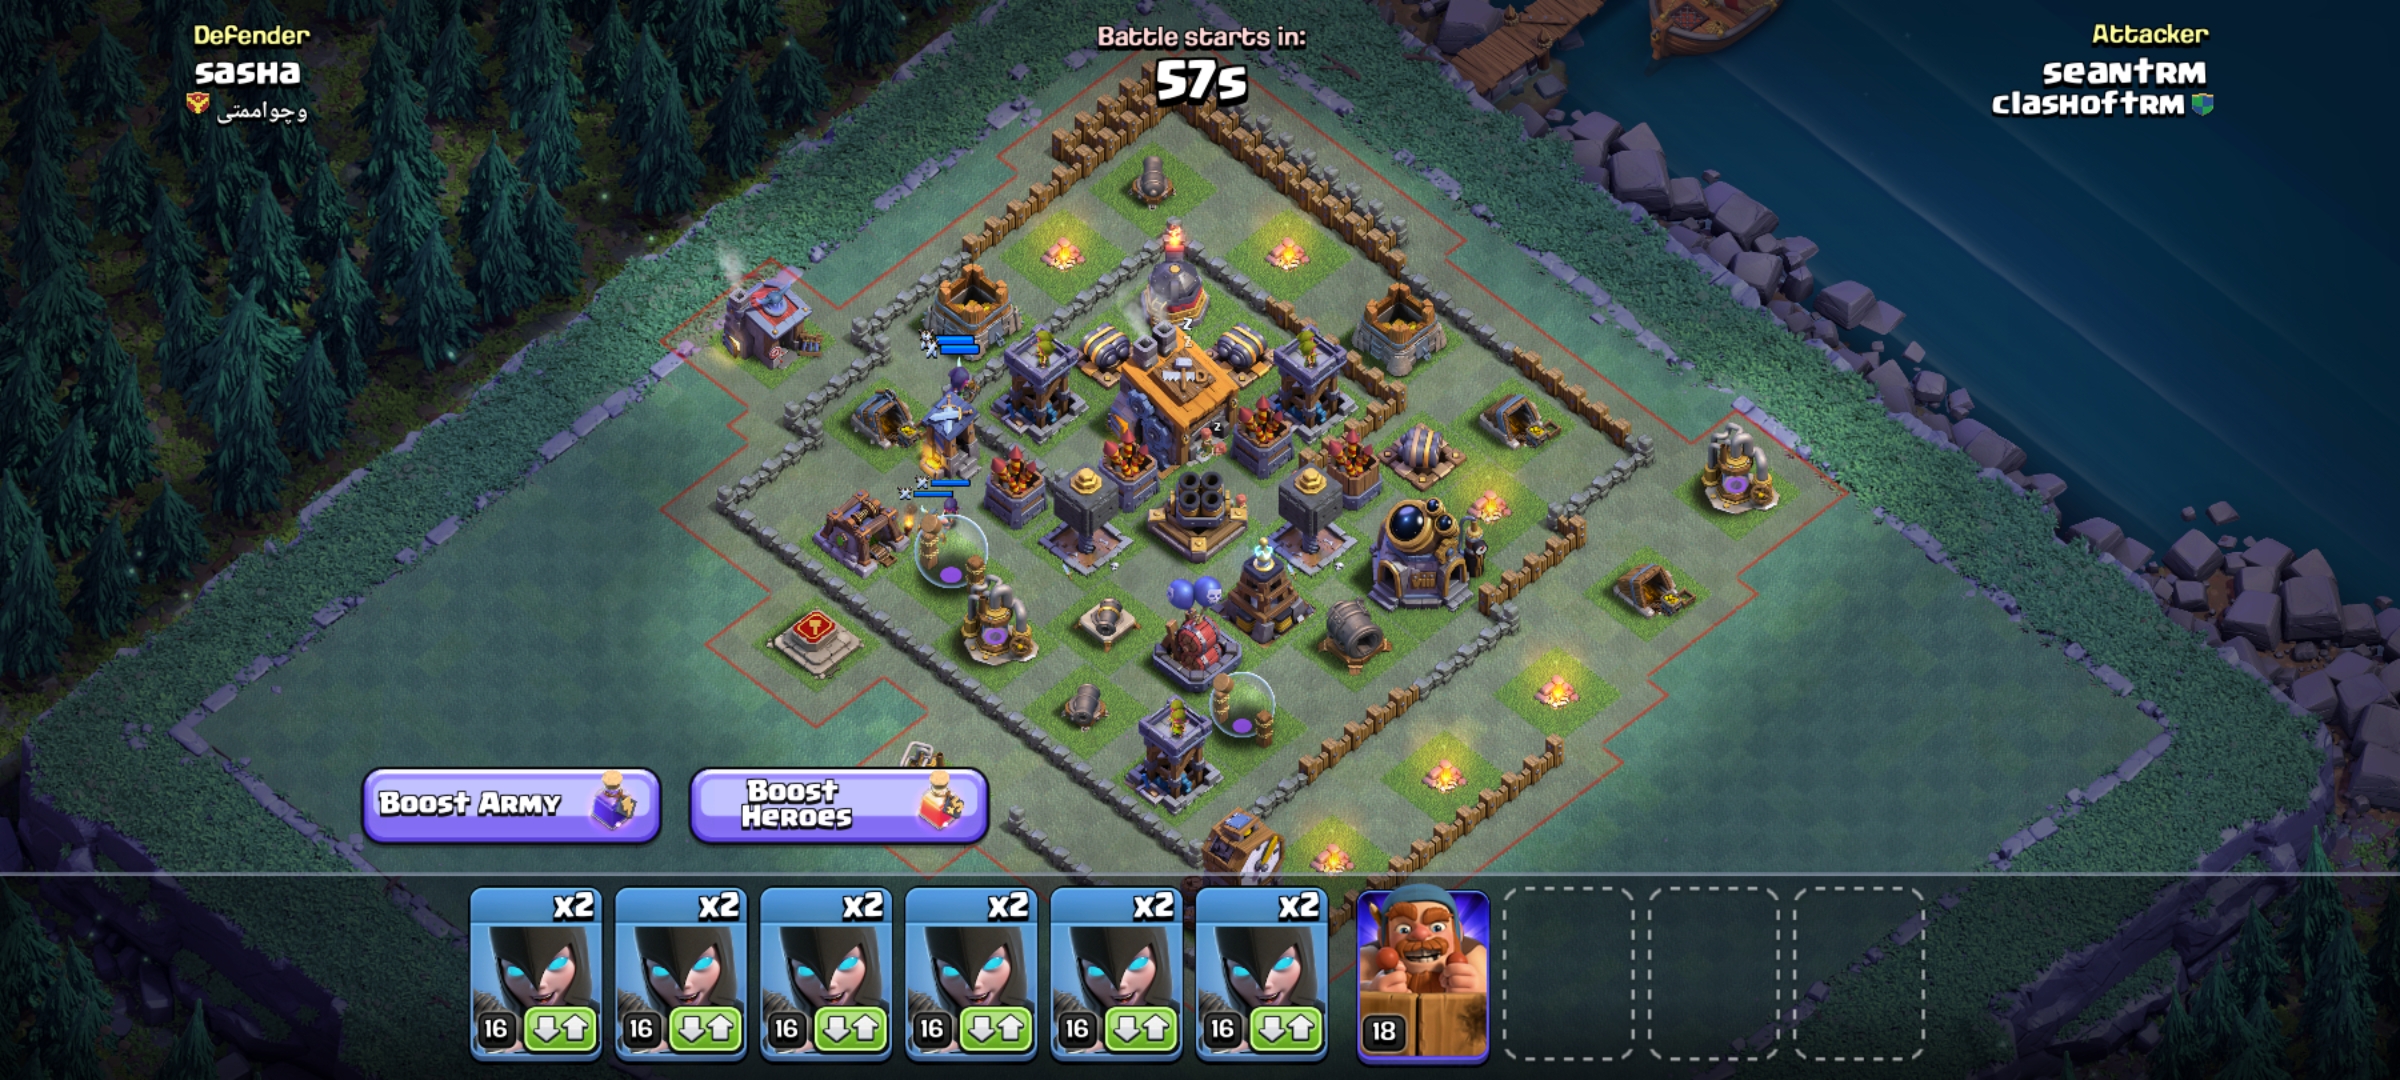 Defender
sasha
وچواممتی
Battle starts in:
57s
Attacker
seantrm
clashoftrm
z
z
z
Boost Army
Boost
Heroes
x2
x2
x2
x2
x2
x2
16
16
16
16
16
16
18